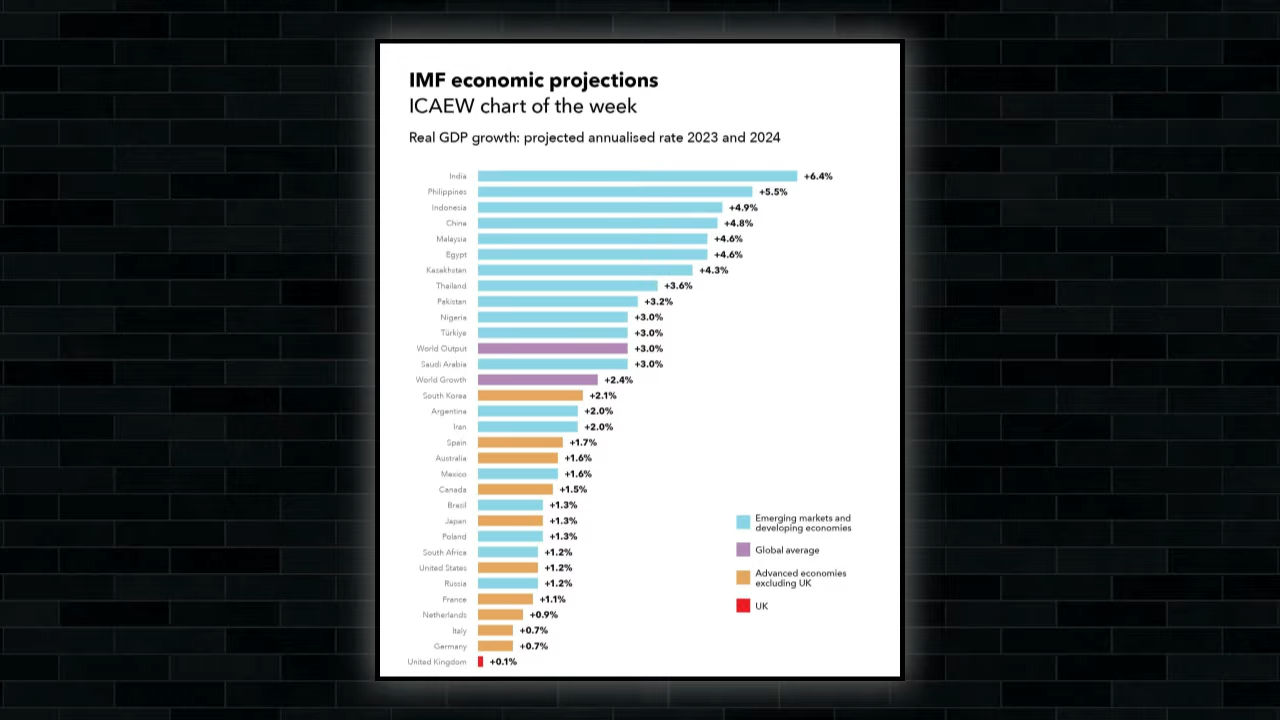 IMF economic projections
ICAEW chart of the week
Real GDP growth: projected annualised rate 2023 and 2024
India +6.4%
Philippines +5.5%
Indonesia +4.9%
China +4.8%
Malaysia +4.6%
Egypt +4.6%
Kazakhstan +4.3%
Thailand +3.6%
Pakistan +3.2%
Nigeria +3.0%
Türkiye +3.0%
World Output +3.0%
Saudi Arabia +3.0%
World Growth +2.4%
South Korea +2.1%
Argentina +2.0%
Iran +2.0%
Spain +1.7%
Australia +1.6%
Mexico +1.6%
Canada +1.5%
Brazil +1.3%
Japan +1.3%
Poland +1.3%
South Africa +1.2%
United States +1.2%
Russia +1.2%
France +1.1%
Netherlands +0.9%
Italy +0.7%
Germany +0.7%
United Kingdom +0.1%
Emerging markets and
developing economies
Global average
Advanced economies
excluding UK
UK